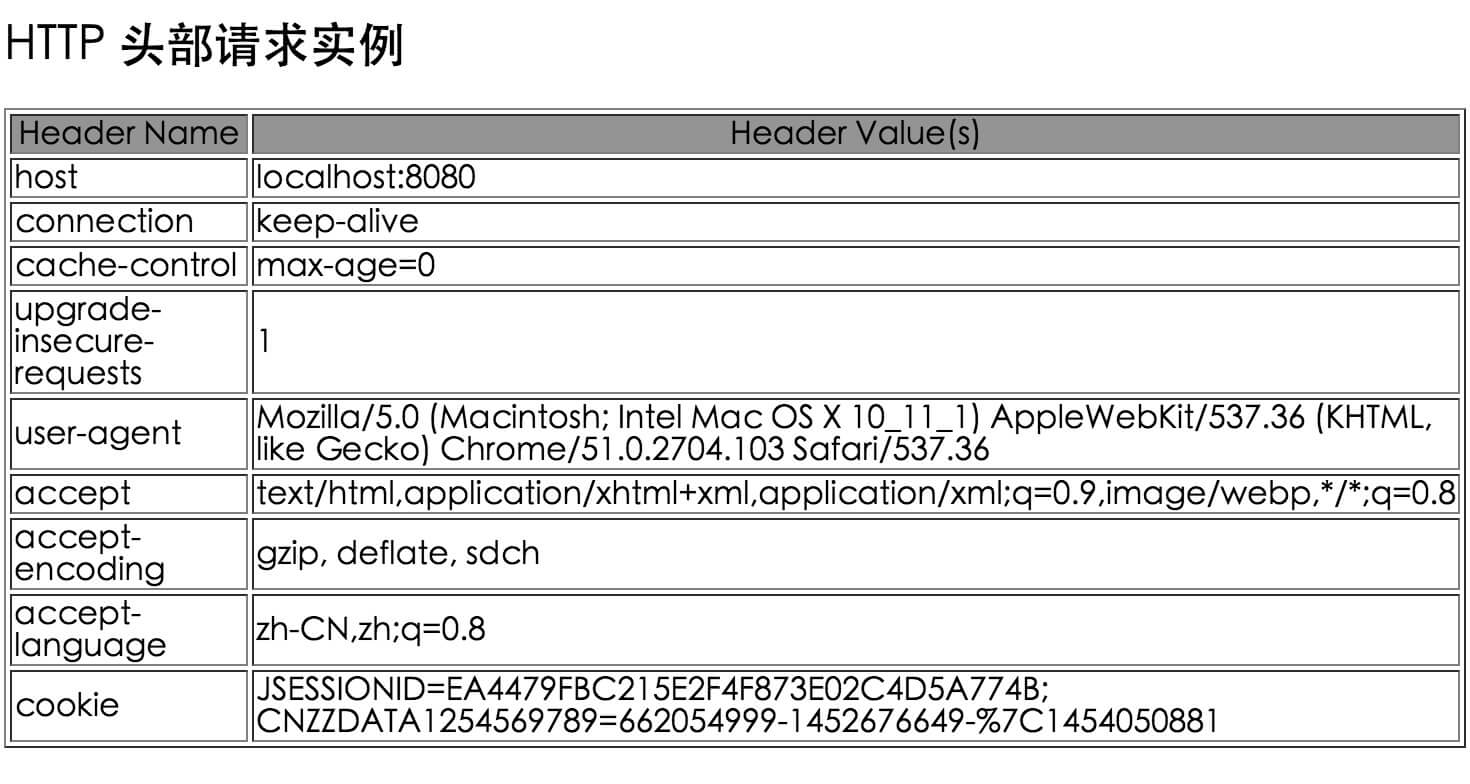 HTTP 头部请求实例
Header Name Header Value(s)
host localhost:8080
connection keep-alive
cache-control max-age=0
upgrade-
insecure-
requests
1
user-agent
Mozilla/5.0 (Macintosh; Intel Mac OS X 10_11_1) AppleWebKit/537.36 (KHTML,
like Gecko) Chrome/51.0.2704.103 Safari/537.36
accept text/html,application/xhtml+xml,application/xml;q=0.9,image/webp,*/*;q=0.8
accept-
encoding
gzip, deflate, sdch
accept-
language
zh-CN,zh;q=0.8
cookie
JSESSIONID=EA4479FBC215E2F4F873E02C4D5A774B;
CNZZDATA1254569789=662054999-1452676649-%7C1454050881